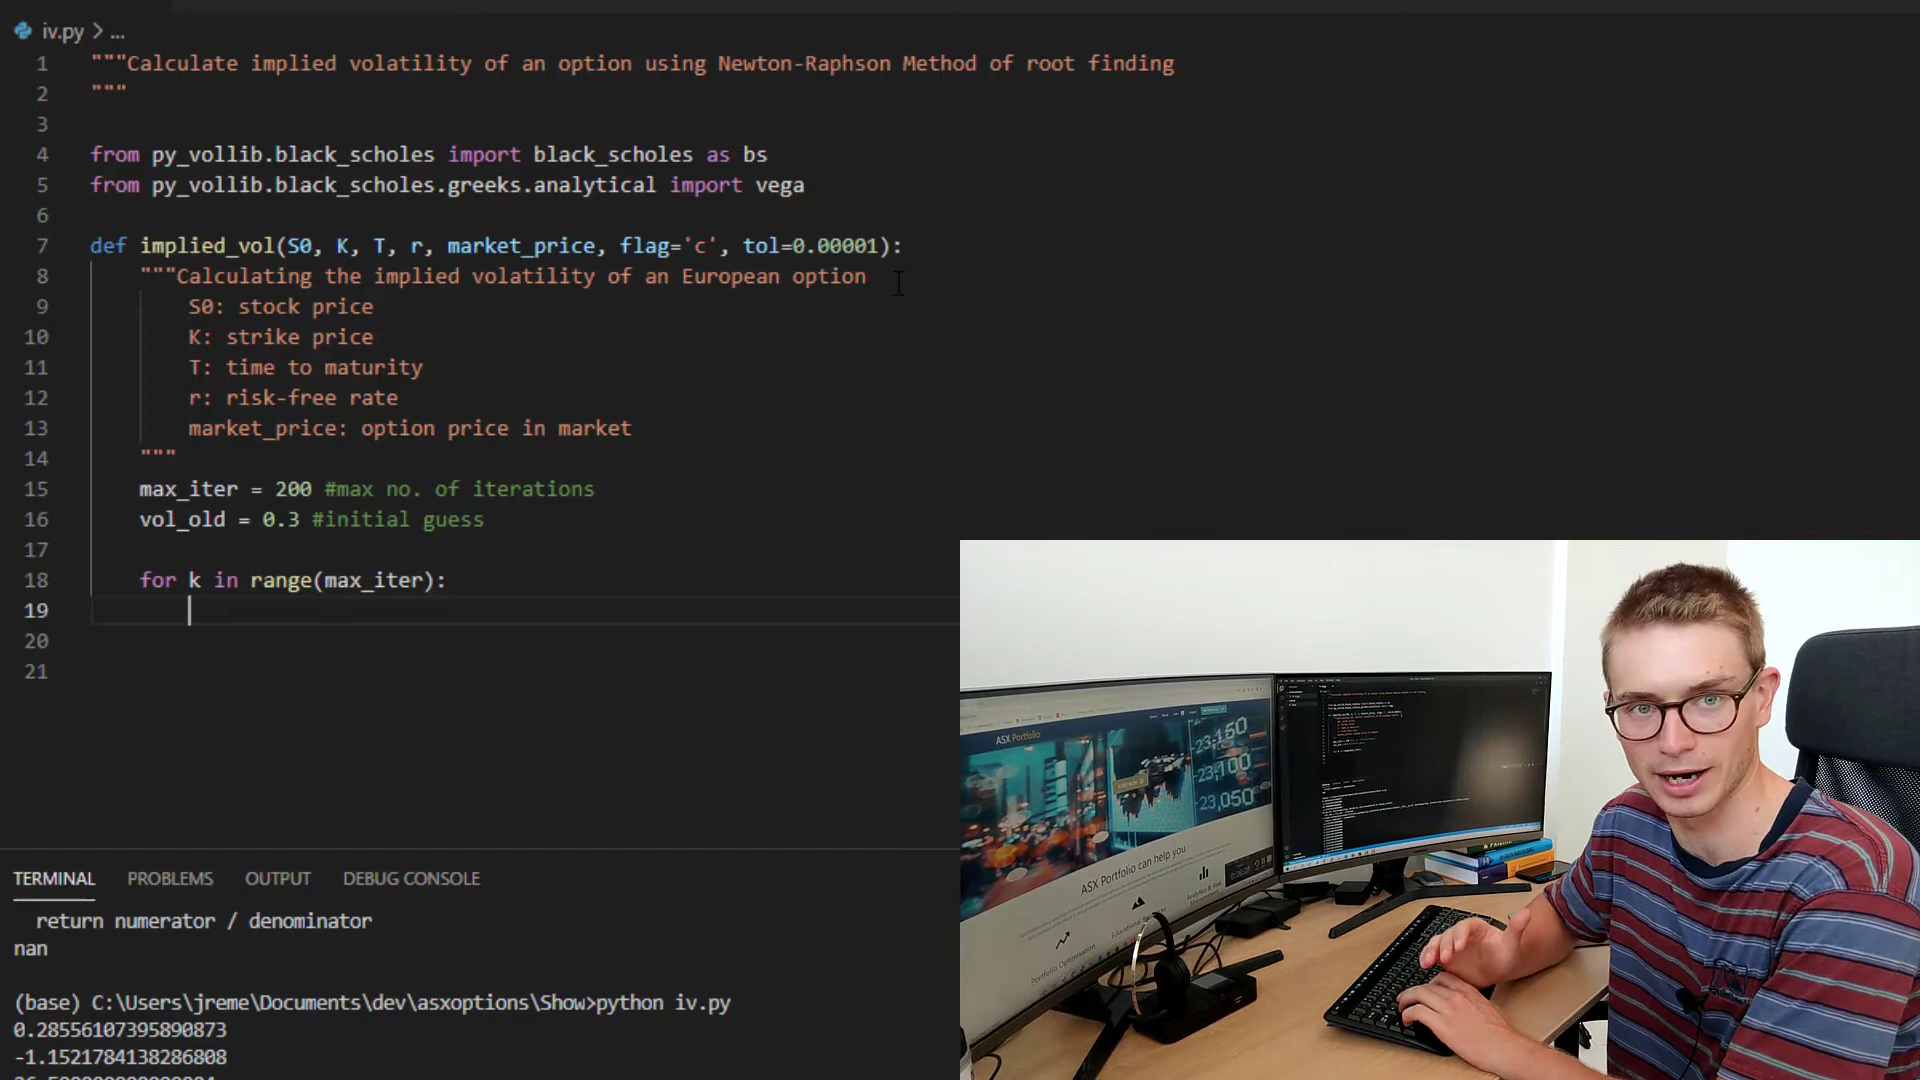 iv.py > ...
1 """Calculate implied volatility of an option using Newton-Raphson Method of root finding
2 """
3
4 from py_vollib.black_scholes import black_scholes as bs
5 from py_vollib.black_scholes.greeks.analytical import vega
6
7 def implied_vol(S0, K, T, r, market_price, flag='c', tol=0.00001):
8 """Calculating the implied volatility of an European option
9 S0: stock price
10 K: strike price
11 T: time to maturity
12 r: risk-free rate
13 market_price: option price in market
14 """
15 max_iter = 200 #max no. of iterations
16 vol_old = 0.3 #initial guess
17
18 for k in range(max_iter):
19
20
21
TERMINAL PROBLEMS OUTPUT DEBUG CONSOLE
return numerator / denominator
nan
(base) C:\Users\jreme\Documents\dev\asxoptions\Show>python iv.py
0.28556107395890873
-1.1521784138286808
ASX Portfolio
-23,150
-23,100
-23,050
ASX Portfolio can help you
Portfolio Optimisation